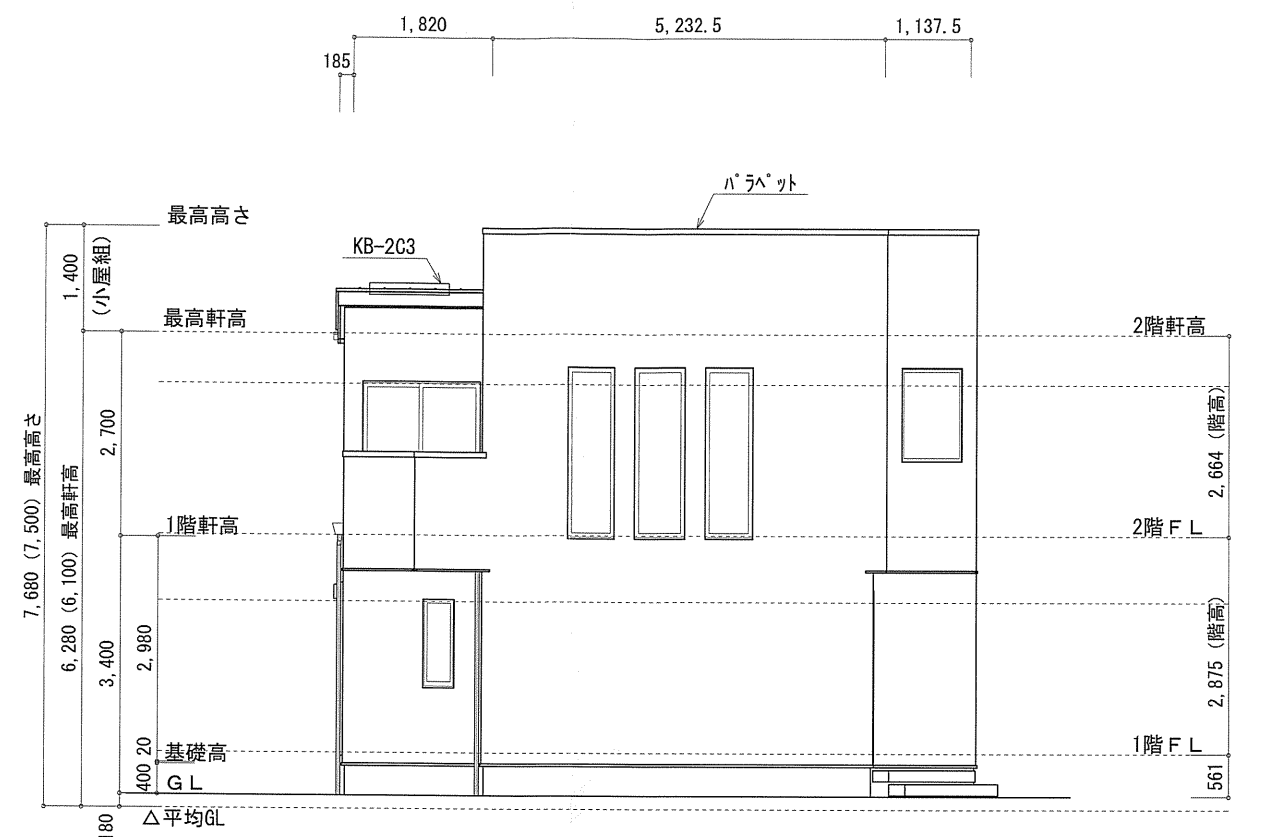 1,820
5,232.5
1,137.5
185
パラペット
最高高さ
KB-2C3
1,400
(小屋組)
最高軒高
2階軒高
2,700
2,664 (階高)
7,680 (7,500) 最高高さ
6,280 (6,100) 最高軒高
1階軒高
2階FL
3,400
2,980
2,875 (階高)
20
基礎高
1階FL
400
GL
561
△平均GL
180